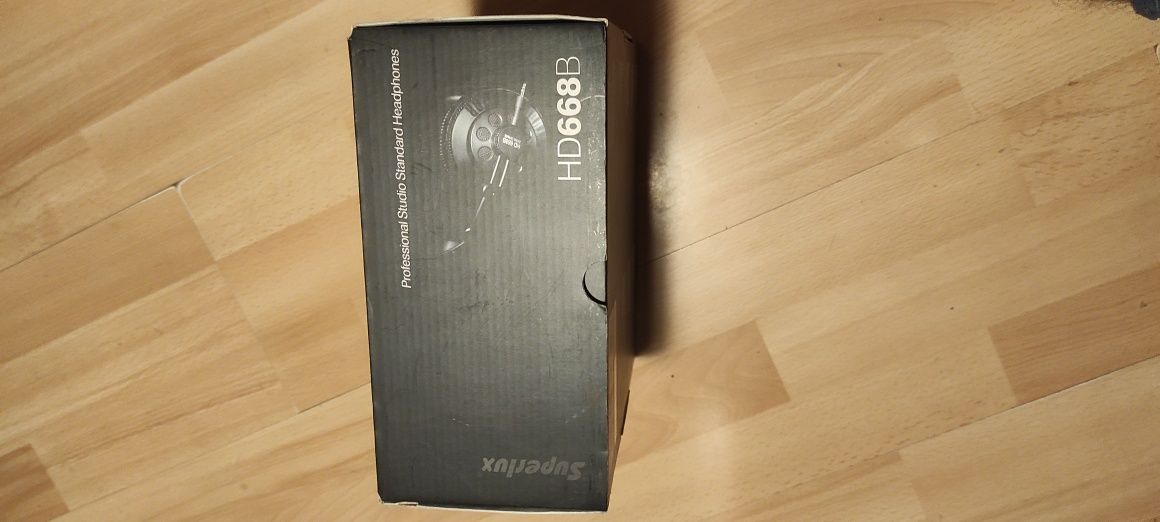 Professional Studio Standard Headphones
HD668B
Superlux